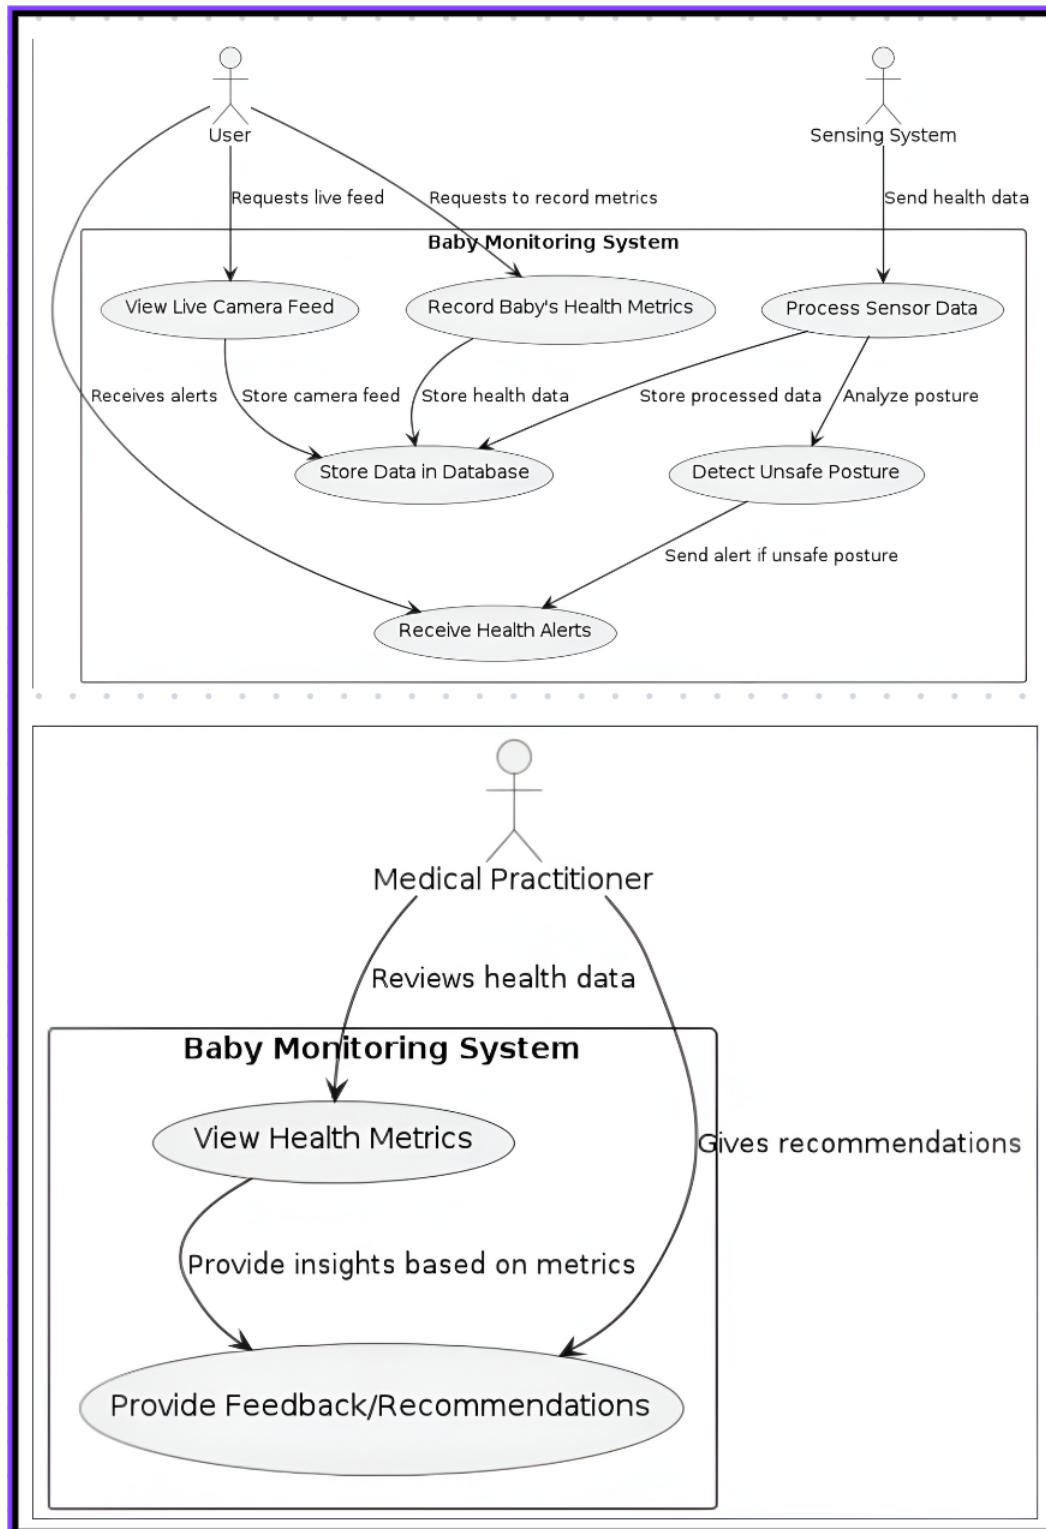 User
Sensing System
Requests live feed
Requests to record metrics
Send health data
Baby Monitoring System
View Live Camera Feed
Record Baby's Health Metrics
Process Sensor Data
Receives alerts
Store camera feed
Store health data
Store processed data
Analyze posture
Store Data in Database
Detect Unsafe Posture
Send alert if unsafe posture
Receive Health Alerts
Medical Practitioner
Reviews health data
Baby Monitoring System
View Health Metrics
Gives recommendations
Provide insights based on metrics
Provide Feedback/Recommendations